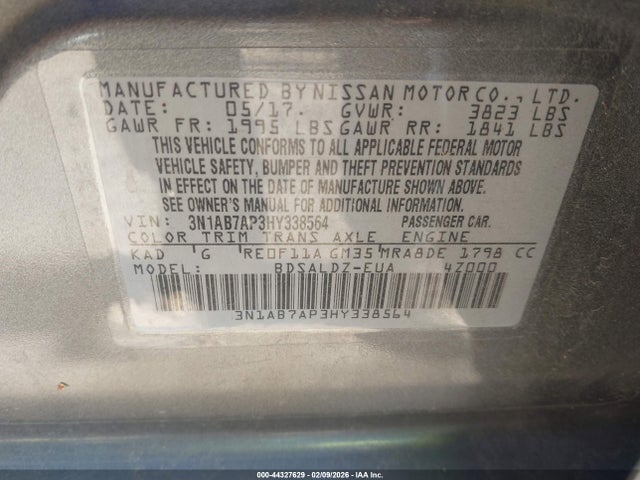 MANUFACTURED BY NISSAN MOTOR CO., LTD.
DATE: 05/17. GVWR: 3823 LBS
GAWR FR: 1995 LBS GAWR RR: 1841 LBS
THIS VEHICLE CONFORMS TO ALL APPLICABLE FEDERAL MOTOR
VEHICLE SAFETY, BUMPER AND THEFT PREVENTION STANDARDS
IN EFFECT ON THE DATE OF MANUFACTURE SHOWN ABOVE.
SEE OWNER'S MANUAL FOR ADDITIONAL INFORMATION
VIN: 3N1AB7AP3HY338564 PASSENGER CAR.
COLOR TRIM TRANS AXLE ENGINE
KAD G RE0F11A GM35 MRA8DE 1798 CC
MODEL: BDSALDZ-EUA 4Z000
3N1AB7AP3HY338564
000-44327629 - 02/09/2026 - IAA Inc.